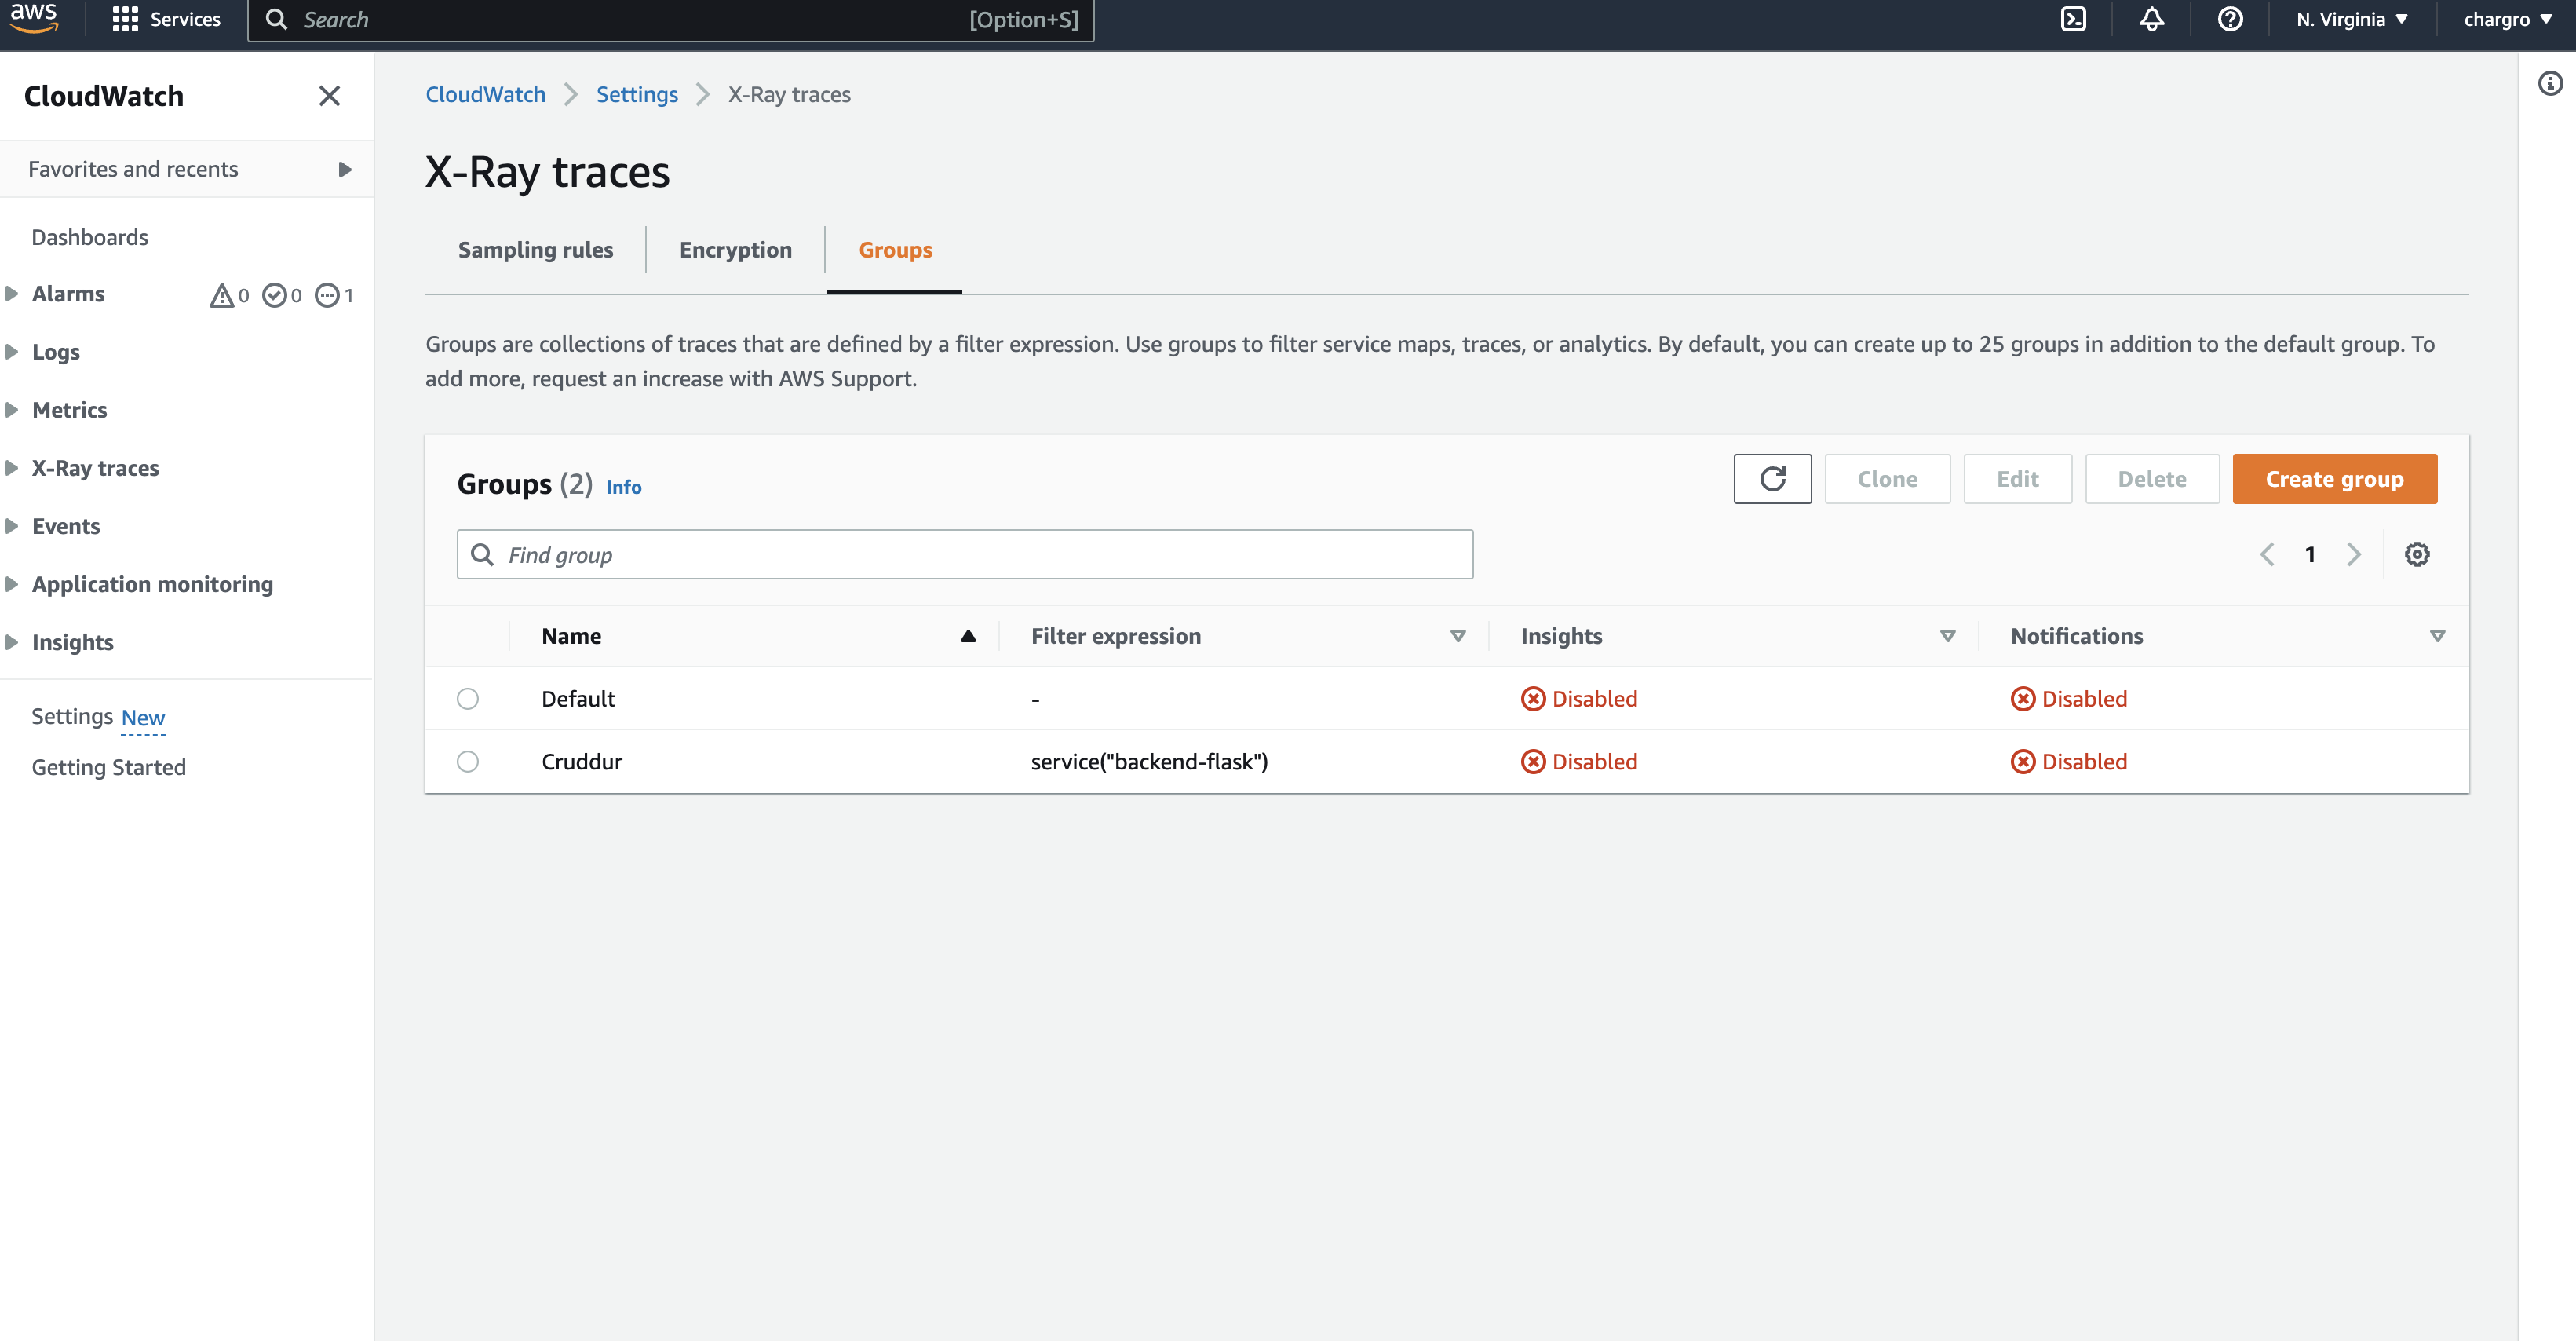 aws Services Search [Option+S] N. Virginia chargro
CloudWatch
Favorites and recents
Dashboards
Alarms 0 0 1
Logs
Metrics
X-Ray traces
Events
Application monitoring
Insights
Settings New
Getting Started
CloudWatch Settings X-Ray traces
X-Ray traces
Sampling rules Encryption Groups
Groups are collections of traces that are defined by a filter expression. Use groups to filter service maps, traces, or analytics. By default, you can create up to 25 groups in addition to the default group. To
add more, request an increase with AWS Support.
Groups (2) Info Clone Edit Delete Create group
Find group 1
Name Filter expression Insights Notifications
Default - Disabled Disabled
Cruddur service("backend-flask") Disabled Disabled